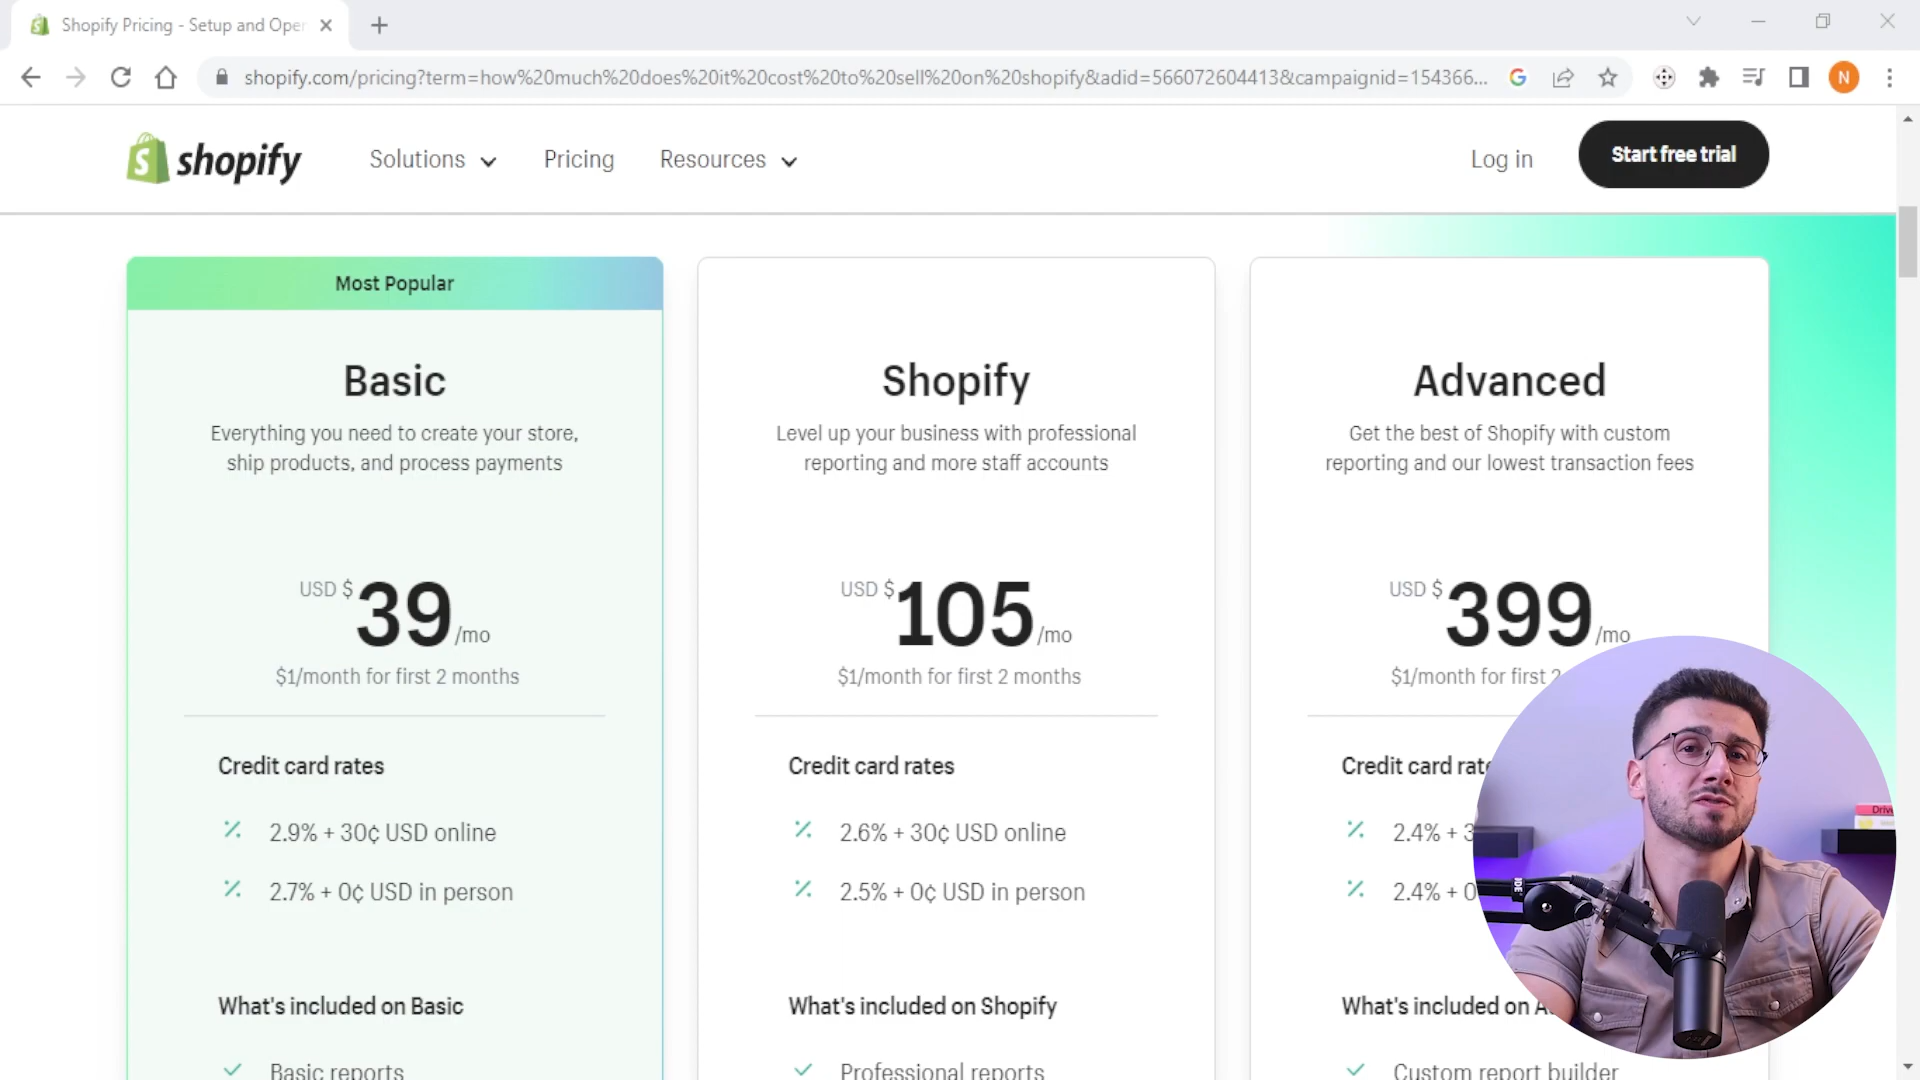 Shopify Pricing - Setup and Oper
shopify.com/pricing?term=how%20much%20does%20it%20cost%20to%20sell%20on%20shopify&adid=566072604413&campaignid=154366...
N
shopify
Solutions
Pricing
Resources
Log in
Start free trial
Most Popular
Basic
Everything you need to create your store,
ship products, and process payments
USD $39/mo
$1/month for first 2 months
Credit card rates
2.9% + 30¢ USD online
2.7% + 0¢ USD in person
What's included on Basic
Basic reports
Shopify
Level up your business with professional
reporting and more staff accounts
USD $105/mo
$1/month for first 2 months
Credit card rates
2.6% + 30¢ USD online
2.5% + 0¢ USD in person
What's included on Shopify
Professional reports
Advanced
Get the best of Shopify with custom
reporting and our lowest transaction fees
USD $399/mo
$1/month for first 2
Credit card rate
2.4% + 3
2.4% + 0
What's included on A
Custom report builder
Drive